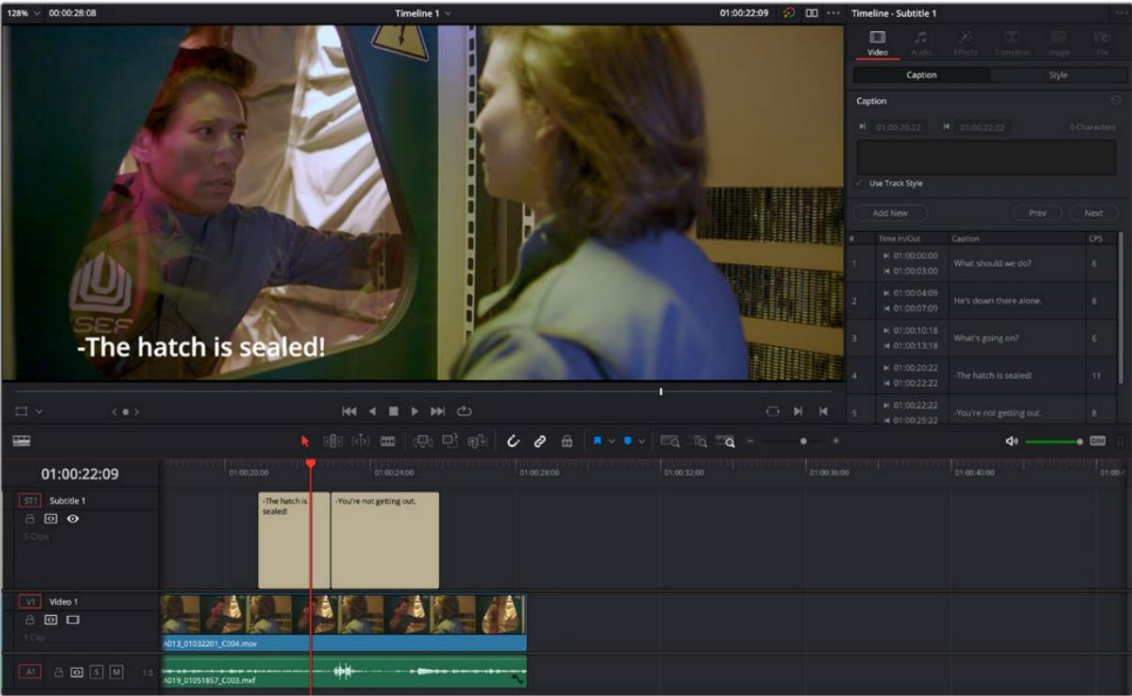 128% 00:00:28:08 Timeline 1 01:00:22:09 Timeline - Subtitle 1
Video Audio Effects Transition Image File
Caption Style
Caption
01:00:20:22 01:00:22:22 0 Characters
Use Track Style
Add New Prev Next
# Time In/Out Caption CPS
1 01:00:00:00 What should we do? 6
01:00:03:00
2 01:00:04:09 He's down there alone. 8
01:00:07:09
3 01:00:10:18 What's going on? 6
01:00:13:18
4 01:00:20:22 -The hatch is sealed! 11
01:00:22:22
5 01:00:22:22 -You're not getting out. 8
01:00:25:22
SEF
-The hatch is sealed!
DIM
01:00:22:09
01:00:20:00 01:00:24:00 01:00:28:00 01:00:32:00 01:00:36:00 01:00:40:00
ST1 Subtitle 1
5 Clips
-The hatch is
sealed!
-You're not getting out.
V1 Video 1
1 Clip
A013_01032201_C004.mov
A1 S M 1.0
A019_01051857_C003.mxf